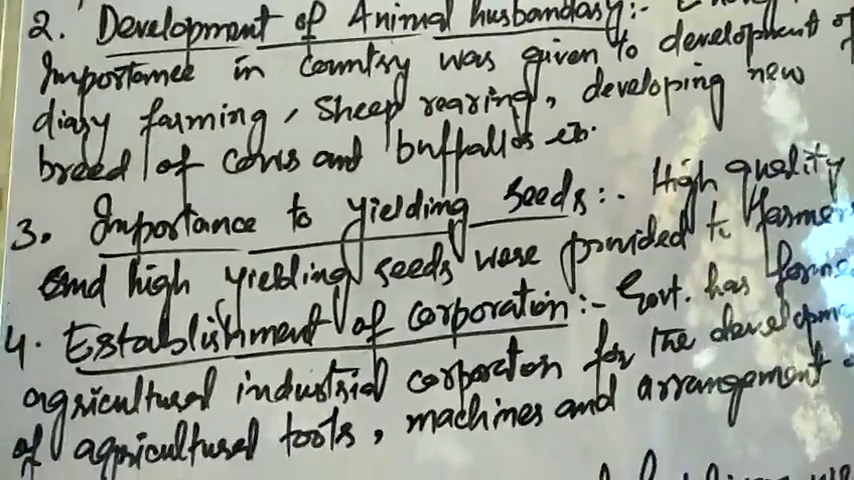 2. Development of Animal husbandary:-
Importance in country was given to development of
diary farming, sheep rearing, developing new
breed of cows and buffallos etc.
3. Importance to yielding seeds:- High quality
and high yielding seeds were provided to farmers
4. Establishment of corporation:- Govt. has
agricultural industrial corporation for the
of agricultural tools, machines and arrangement